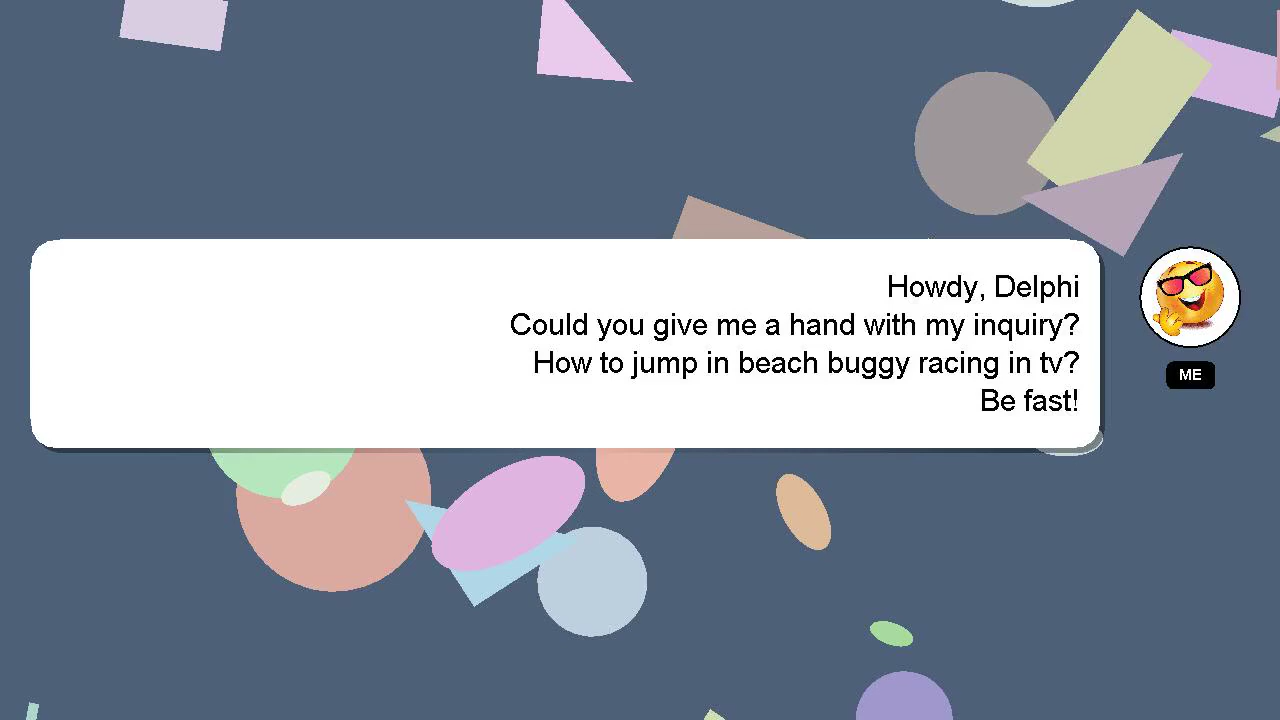 Howdy, Delphi
Could you give me a hand with my inquiry?
How to jump in beach buggy racing in tv?
Be fast!
ME